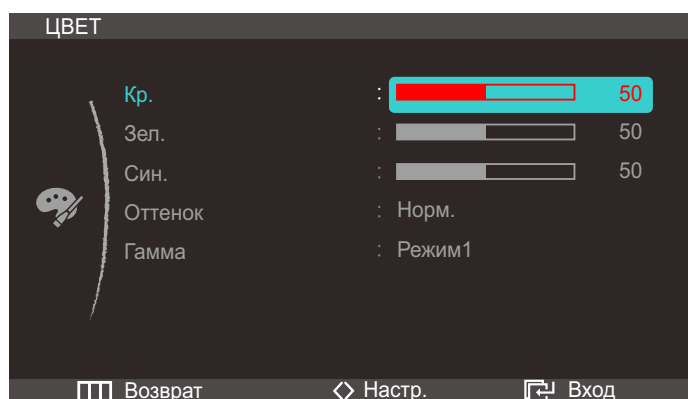 ЦВЕТ
Кр. : 50
Зел. : 50
Син. : 50
Оттенок : Норм.
Гамма : Режим1
Возврат Настр. Вход